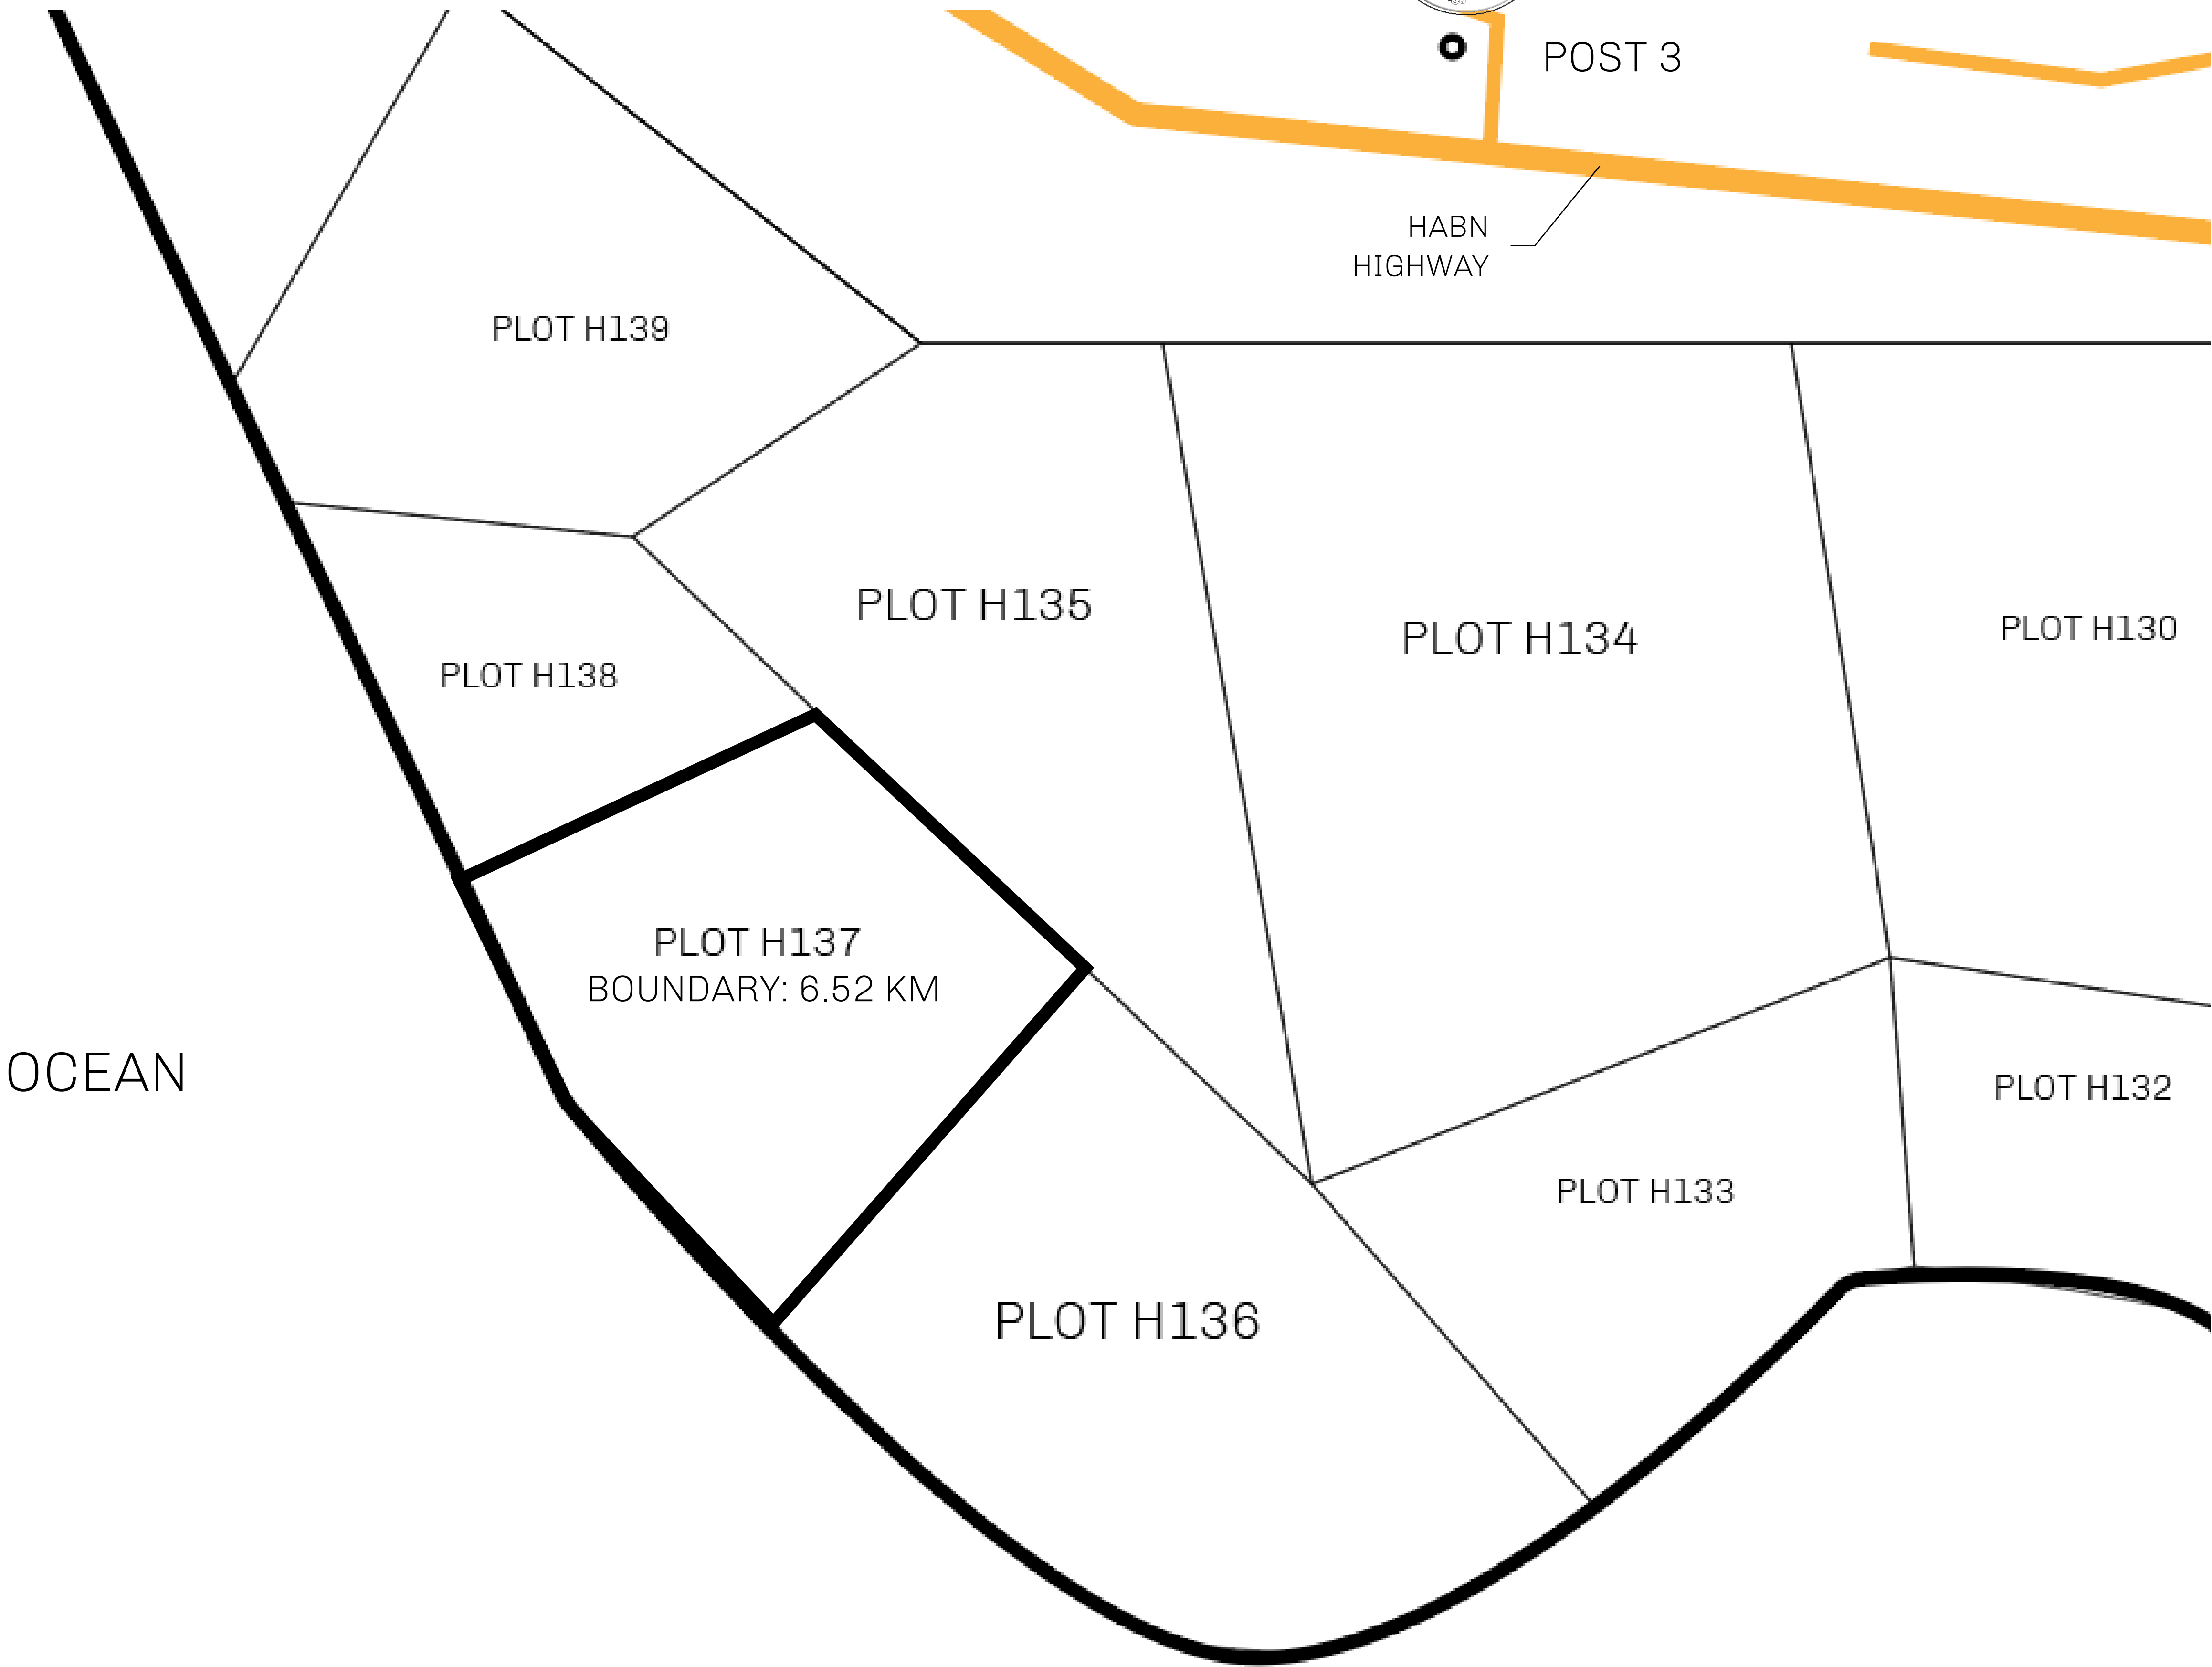 POST 3
HABN
HIGHWAY
PLOT H139
PLOT H135
PLOT H134
PLOT H130
PLOT H138
PLOT H137
BOUNDARY: 6.52 KM
OCEAN
PLOT H132
PLOT H133
PLOT H136